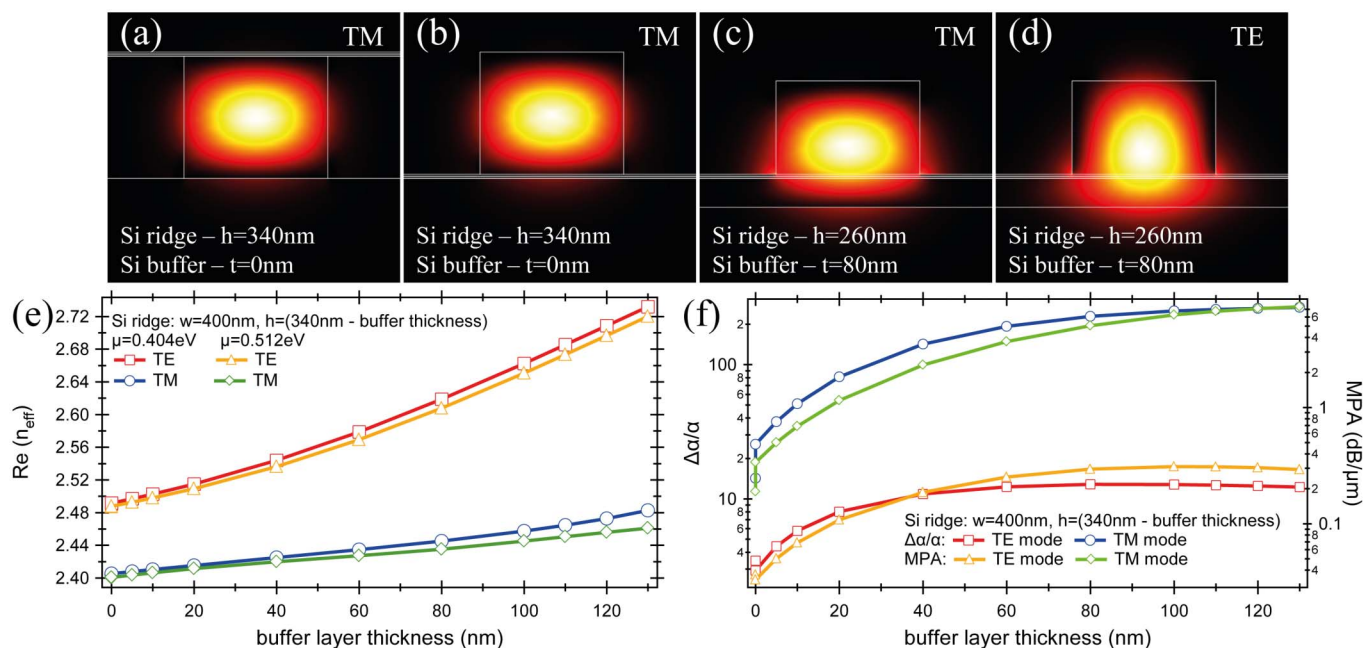 (a) TM
Si ridge – h=340nm
Si buffer – t=0nm
(b) TM
Si ridge – h=340nm
Si buffer – t=0nm
(c) TM
Si ridge – h=260nm
Si buffer – t=80nm
(d) TE
Si ridge – h=260nm
Si buffer – t=80nm
(e)
Si ridge: w=400nm, h=(340nm - buffer thickness)
μ=0.404eV μ=0.512eV
TE TE
TM TM
Re (n_eff)
2.72
2.68
2.64
2.60
2.56
2.52
2.48
2.44
2.40
0 20 40 60 80 100 120
buffer layer thickness (nm)
(f)
Δα/α
2
100
8
6
4
2
10
8
6
4
Si ridge: w=400nm, h=(340nm - buffer thickness)
Δα/α: TE mode TM mode
MPA: TE mode TM mode
MPA (dB/μm)
8
6
4
2
1
8
6
4
2
0.1
8
6
4
0 20 40 60 80 100 120
buffer layer thickness (nm)